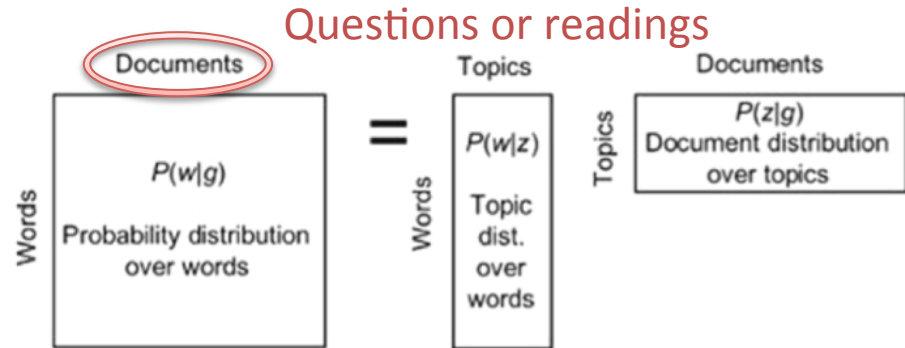 Questions or readings
Documents
Words
P(w|g)
Probability distribution
over words
=
Topics
Words
P(w|z)
Topic
dist.
over
words
Documents
Topics
P(z|g)
Document distribution
over topics